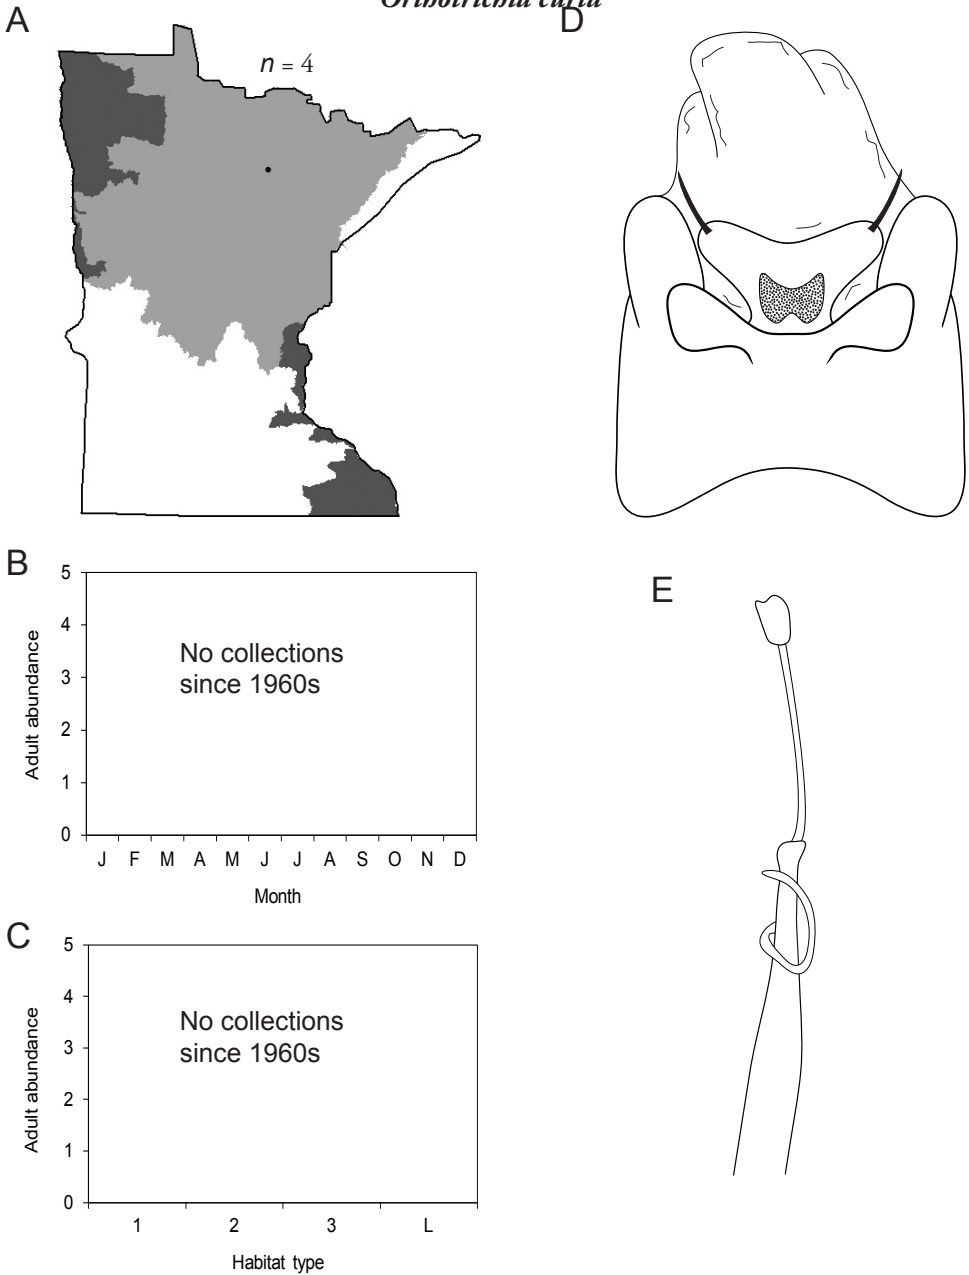 Orthotrichia curta
A
D
n = 4
B
5
4
3
2
1
0
Adult abundance
No collections
since 1960s
J F M A M J J A S O N D
Month
E
C
5
4
3
2
1
0
Adult abundance
No collections
since 1960s
1 2 3 L
Habitat type